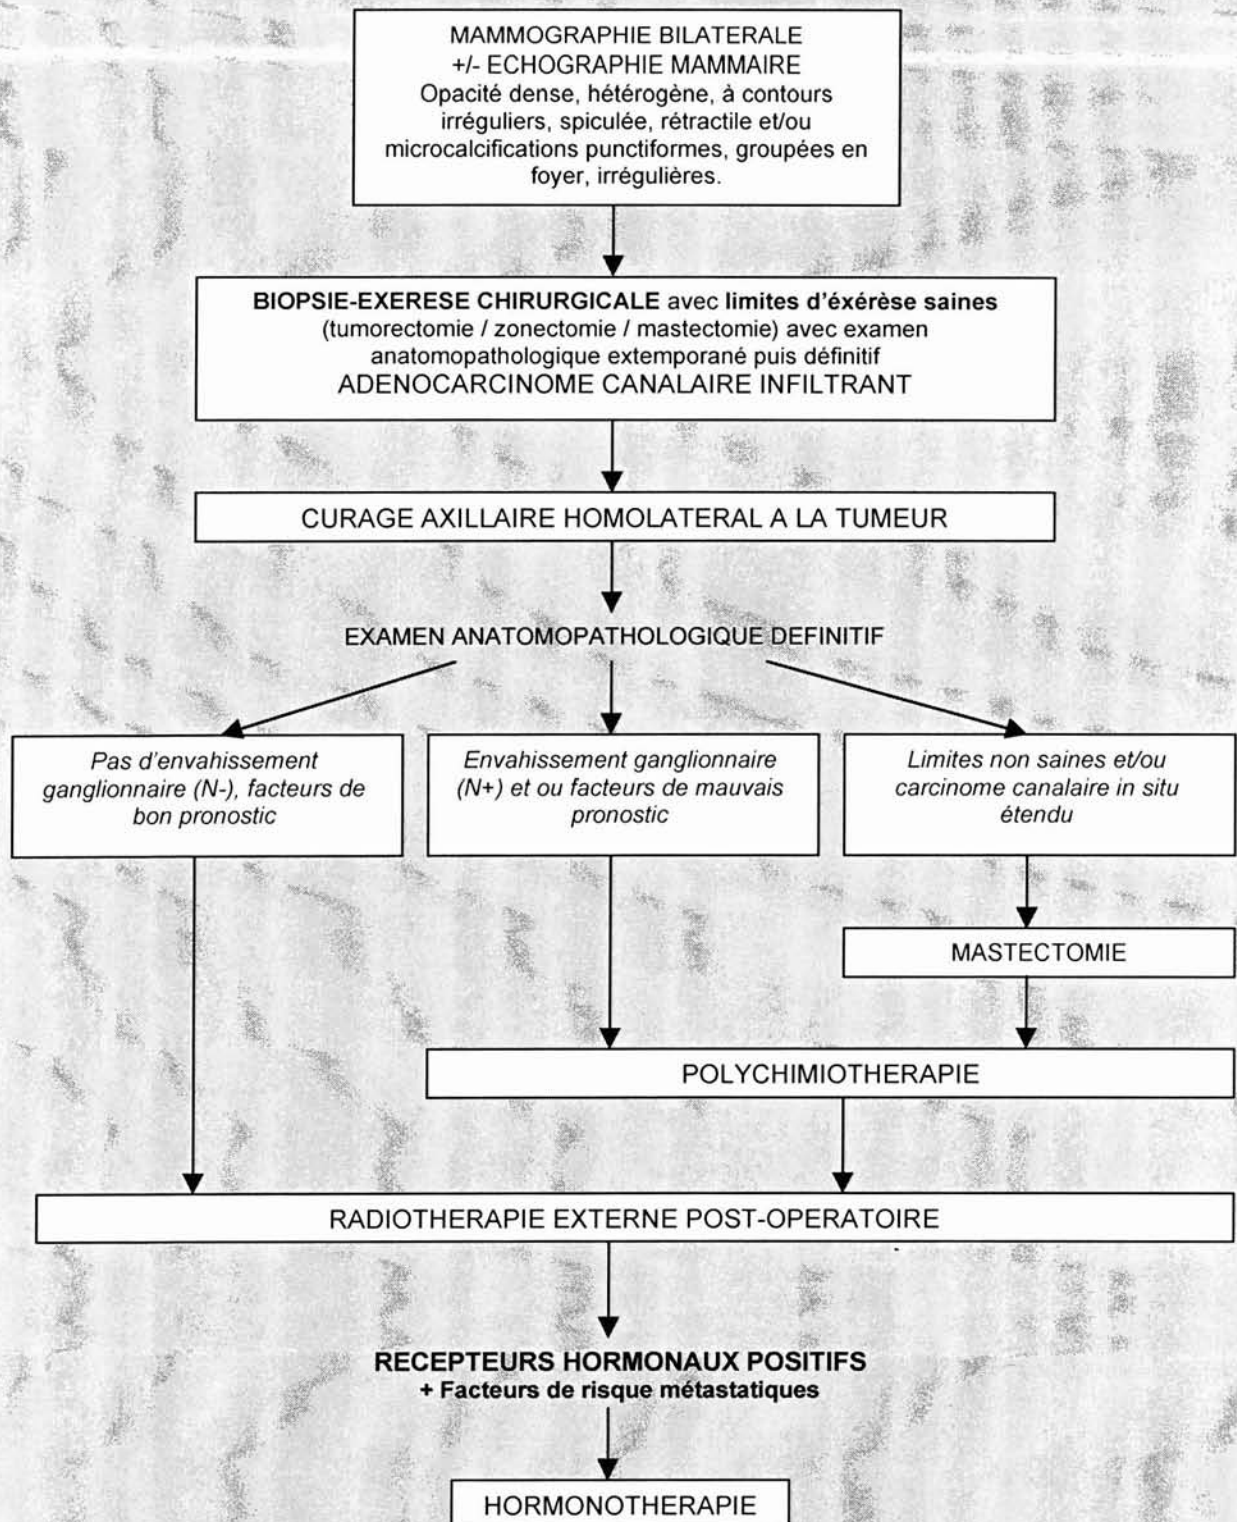 MAMMOGRAPHIE BILATERALE
+/- ECHOGRAPHIE MAMMAIRE
Opacité dense, hétérogène, à contours
irréguliers, spiculée, rétractile et/ou
microcalcifications punctiformes, groupées en
foyer, irrégulières.
BIOPSIE-EXERESE CHIRURGICALE avec limites d'éxérèse saines
(tumorectomie / zonectomie / mastectomie) avec examen
anatomopathologique extemporané puis définitif
ADENOCARCINOME CANALAIRE INFILTRANT
CURAGE AXILLAIRE HOMOLATERAL A LA TUMEUR
EXAMEN ANATOMOPATHOLOGIQUE DEFINITIF
Pas d'envahissement
ganglionnaire (N-), facteurs de
bon pronostic
Envahissement ganglionnaire
(N+) et ou facteurs de mauvais
pronostic
Limites non saines et/ou
carcinome canalaire in situ
étendu
MASTECTOMIE
POLYCHIMIOTHERAPIE
RADIOTHERAPIE EXTERNE POST-OPERATOIRE
RECEPTEURS HORMONAUX POSITIFS
+ Facteurs de risque métastatiques
HORMONOTHERAPIE